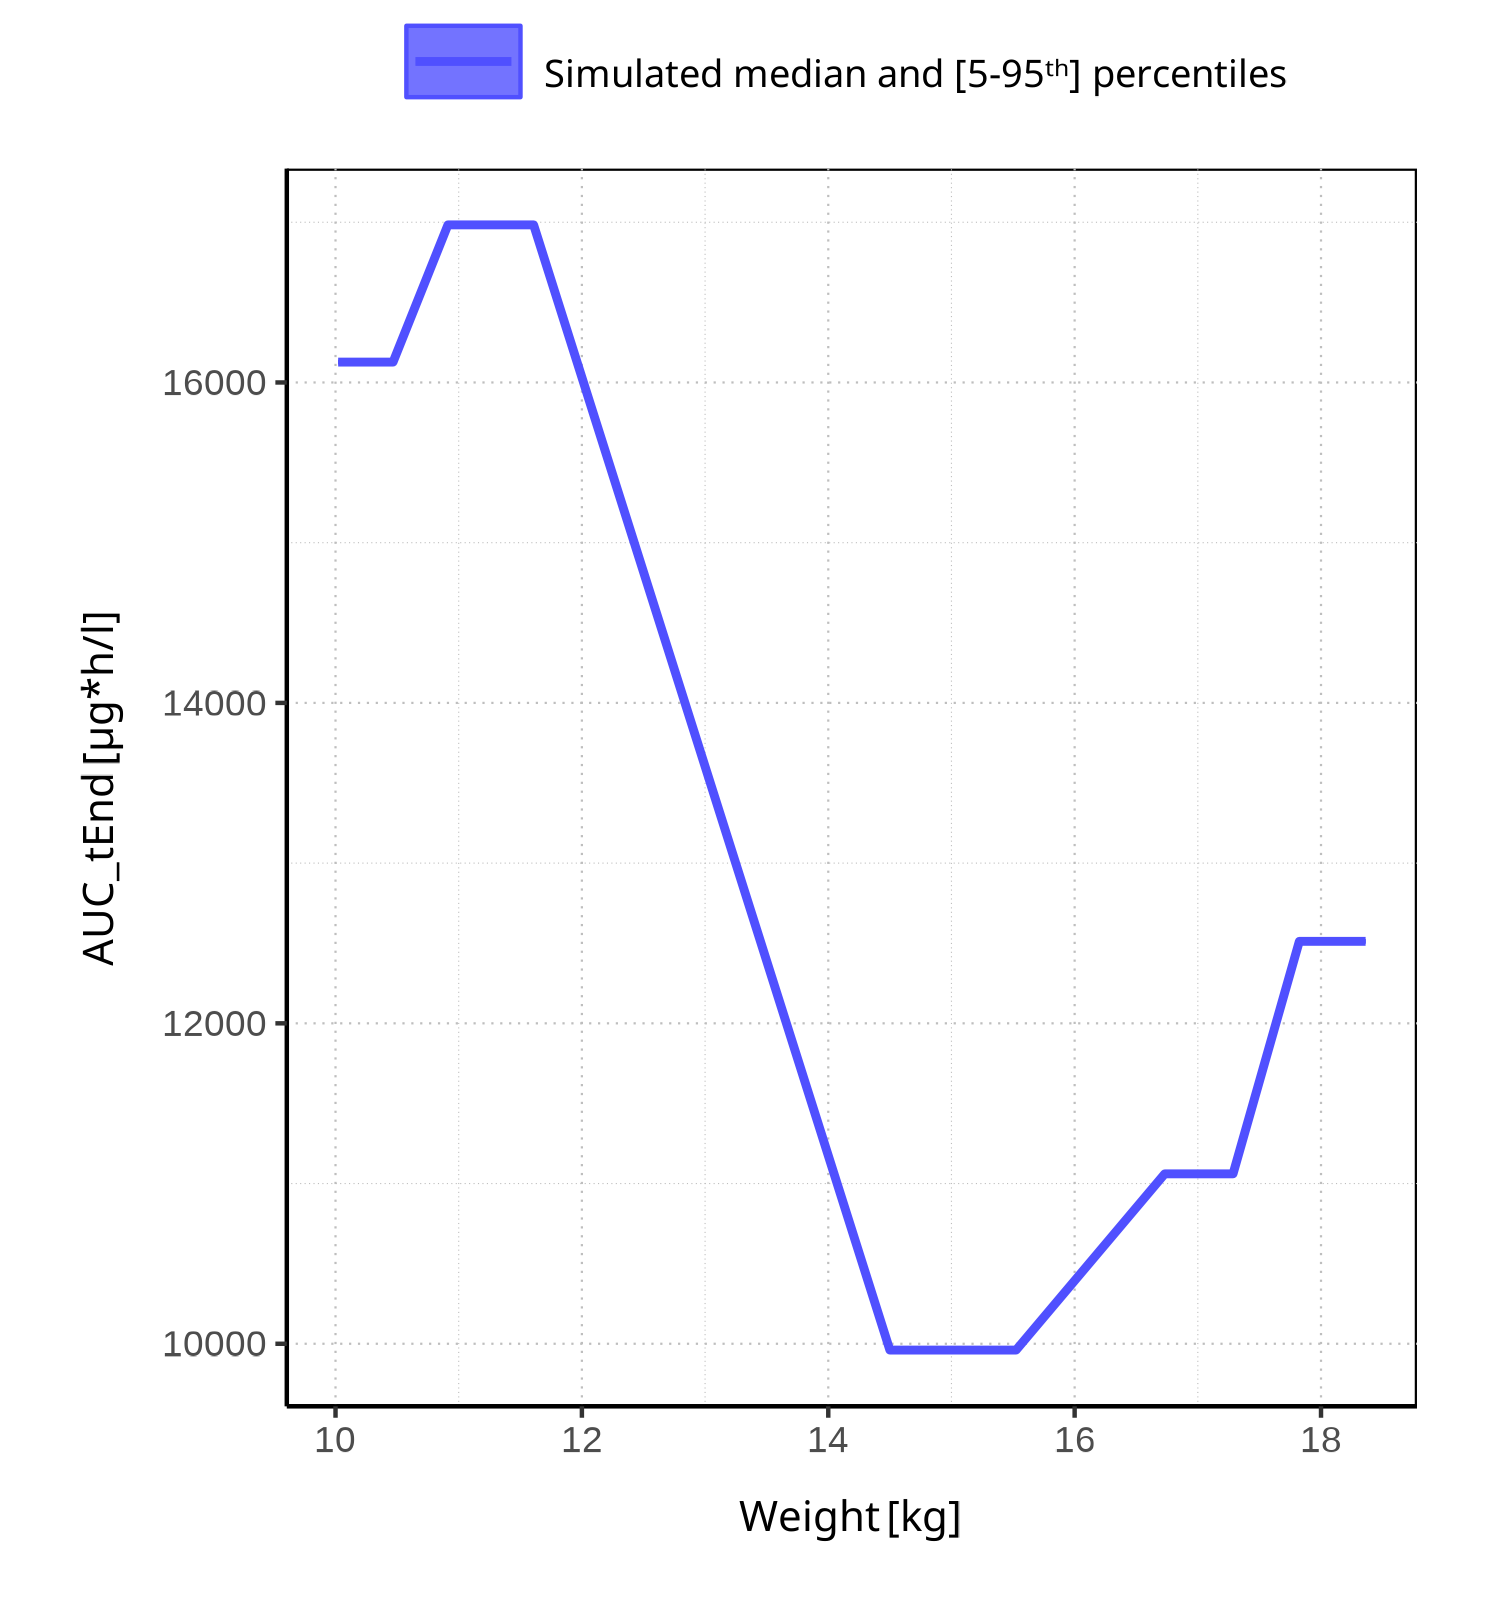 Simulated median and [5-95ᵗʰ] percentiles
AUC_tEnd [µg*h/l]
16000
14000
12000
10000
10 12 14 16 18
Weight [kg]